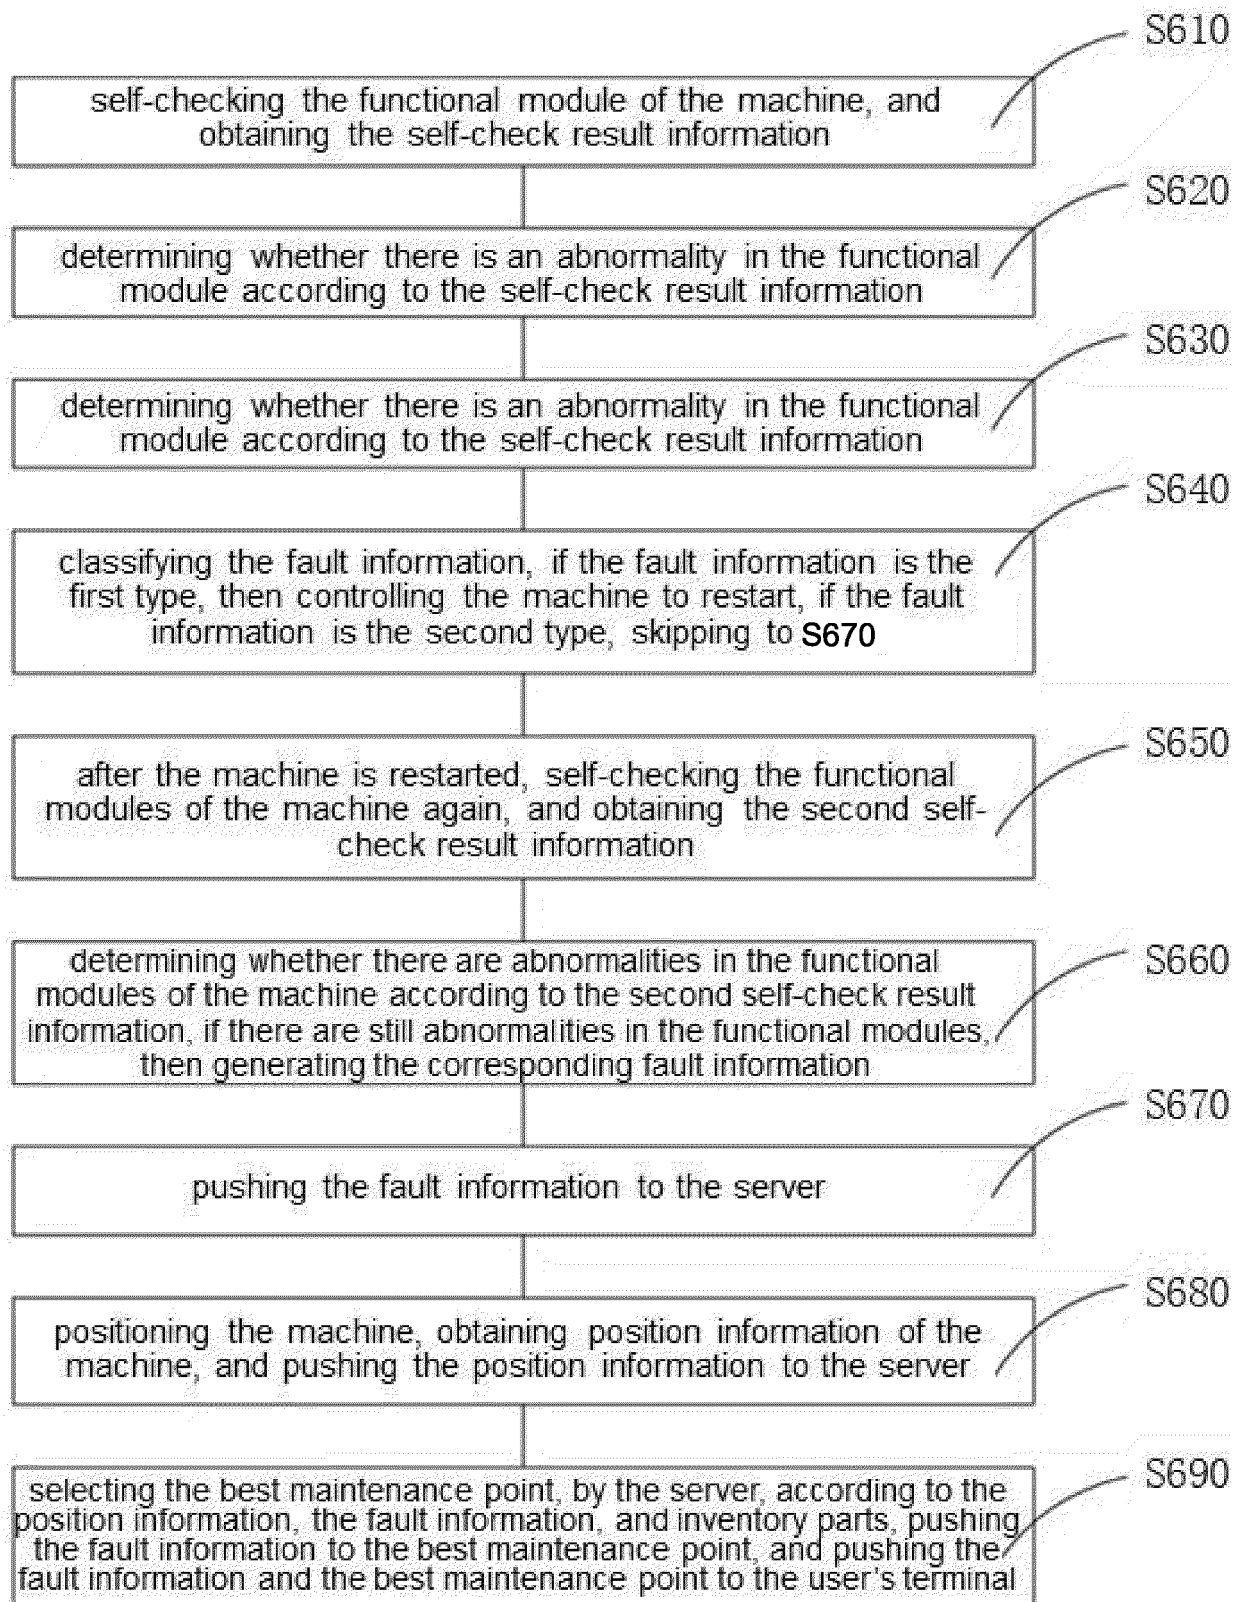 S610
self-checking the functional module of the machine, and
obtaining the self-check result information
S620
determining whether there is an abnormality in the functional
module according to the self-check result information
S630
determining whether there is an abnormality in the functional
module according to the self-check result information
S640
classifying the fault information, if the fault information is the
first type, then controlling the machine to restart, if the fault
information is the second type, skipping to S670
S650
after the machine is restarted, self-checking the functional
modules of the machine again, and obtaining the second self-
check result information
S660
determining whether there are abnormalities in the functional
modules of the machine according to the second self-check result
information, if there are still abnormalities in the functional modules,
then generating the corresponding fault information
S670
pushing the fault information to the server
S680
positioning the machine, obtaining position information of the
machine, and pushing the position information to the server
S690
selecting the best maintenance point, by the server, according to the
position information, the fault information, and inventory parts, pushing
the fault information to the best maintenance point, and pushing the
fault information and the best maintenance point to the user's terminal